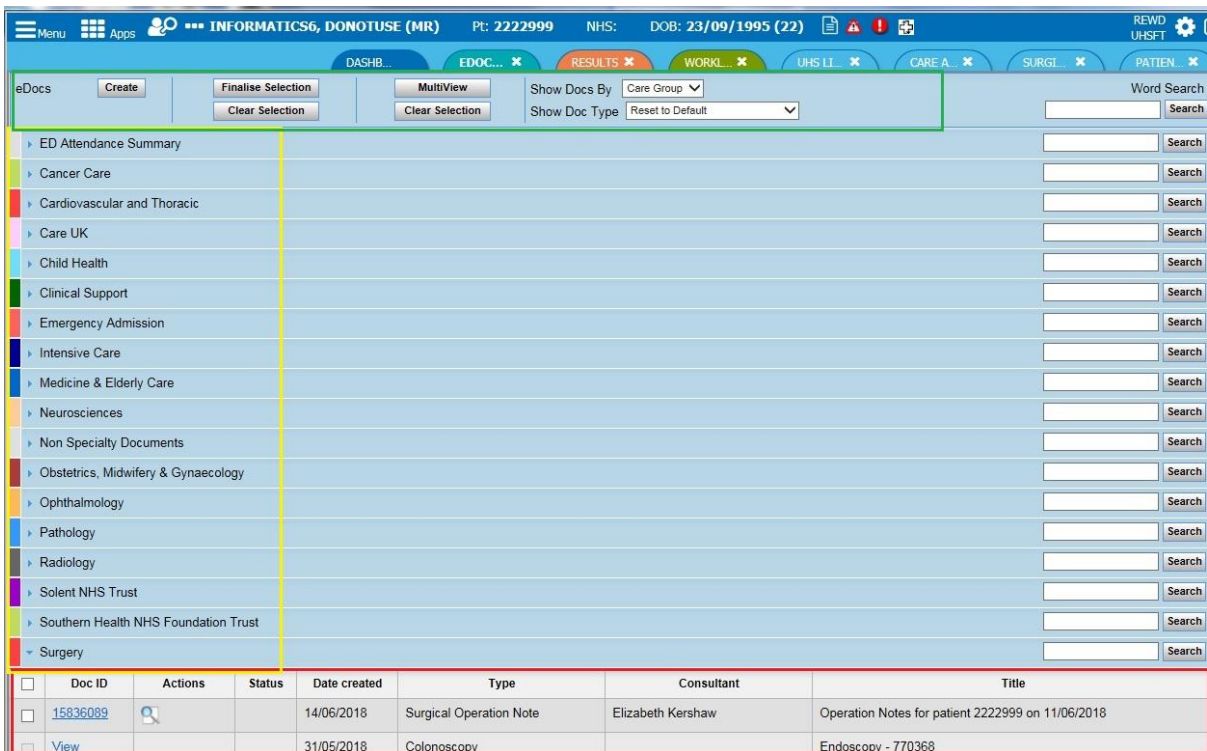 Menu Apps ••• INFORMATICS6, DONOTUSE (MR) Pt: 2222999 NHS: DOB: 23/09/1995 (22) REWD
UHSFT
DASHB... EDOC... RESULTS WORKL... UHS LI... CARE A... SURGI... PATIEN...
eDocs Create Finalise Selection MultiView Show Docs By Care Group Word Search
Clear Selection Clear Selection Show Doc Type Reset to Default Search
ED Attendance Summary Search
Cancer Care Search
Cardiovascular and Thoracic Search
Care UK Search
Child Health Search
Clinical Support Search
Emergency Admission Search
Intensive Care Search
Medicine & Elderly Care Search
Neurosciences Search
Non Specialty Documents Search
Obstetrics, Midwifery & Gynaecology Search
Ophthalmology Search
Pathology Search
Radiology Search
Solent NHS Trust Search
Southern Health NHS Foundation Trust Search
Surgery Search
Doc ID Actions Status Date created Type Consultant Title
15836089 14/06/2018 Surgical Operation Note Elizabeth Kershaw Operation Notes for patient 2222999 on 11/06/2018
View 31/05/2018 Colonoscopy Endoscopy - 770368